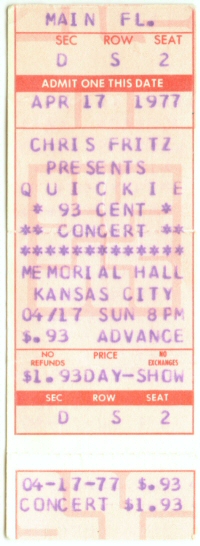 MAIN FL.
SEC ROW SEAT
D S 2
ADMIT ONE THIS DATE
APR 17 1977
CHRIS FRITZ
PRESENTS
QUICKIE
* 93 CENT *
** CONCERT **
*************
MEMORIAL HALL
KANSAS CITY
04/17 SUN 8PM
$.93 ADVANCE
NO REFUNDS PRICE NO EXCHANGES
$1.93DAY-SHOW
SEC ROW SEAT
D S 2
04-17-77 $.93
CONCERT $1.93